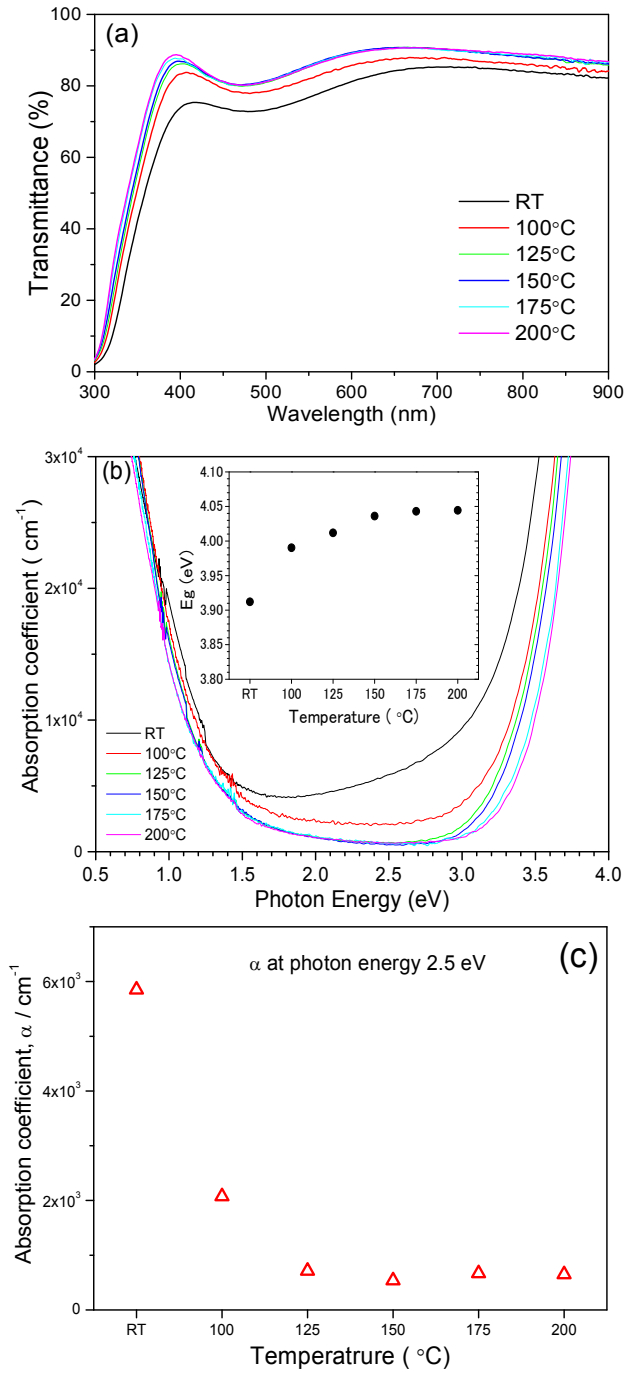 (a)
100
80
60
40
20
0
Transmittance (%)
RT
100°C
125°C
150°C
175°C
200°C
300 400 500 600 700 800 900
Wavelength (nm)
(b)
3x10⁴
2x10⁴
1x10⁴
0
Absorption coefficient ( cm⁻¹)
4.10
4.05
4.00
3.95
3.90
3.85
3.80
Eg (eV)
RT 100 125 150 175 200
Temperature ( °C)
RT
100°C
125°C
150°C
175°C
200°C
0.5 1.0 1.5 2.0 2.5 3.0 3.5 4.0
Photon Energy (eV)
(c)
α at photon energy 2.5 eV
6x10³
4x10³
2x10³
0
Absorption coefficient, α / cm⁻¹
RT 100 125 150 175 200
Temperatrure ( °C)